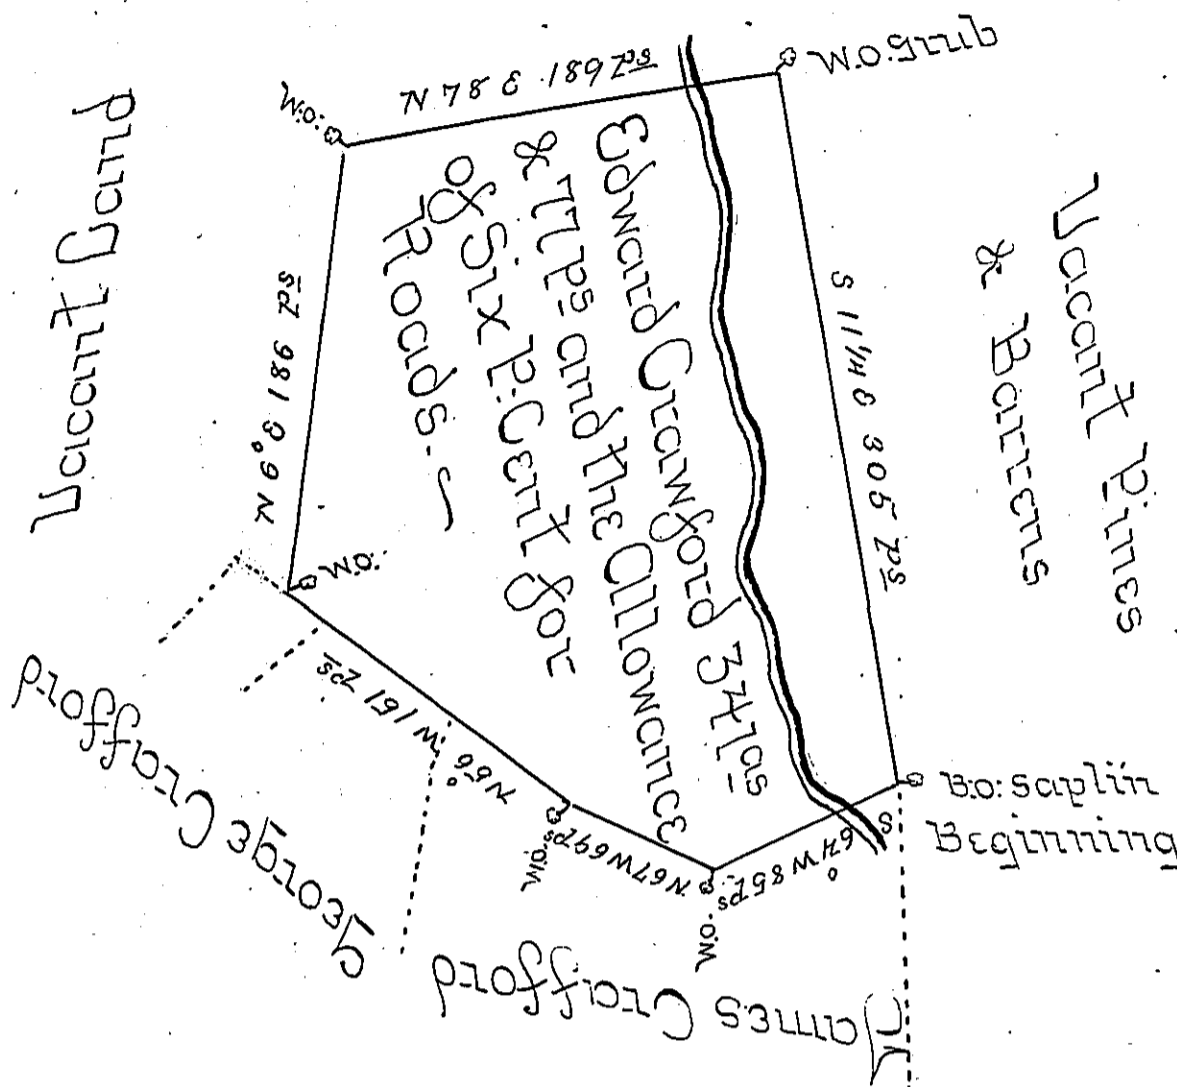 Vacant Land
W:O:
N 78 E 189 Ps
W:O:Grub
Vacant Pines
& Barrens
S 11¼ E 305 Ps
B:O: Saplin
Beginning
S 64° W 85 Ps
W:O:
N 67 W 69 Ps
W:O:
N 56° W 151 Ps
W:O:
N 6° E 186 Ps
Edward Crawford 341 as
& 77 Ps and the Allowance
of Six P: Cent for
Roads.
George Crafford
James Crafford